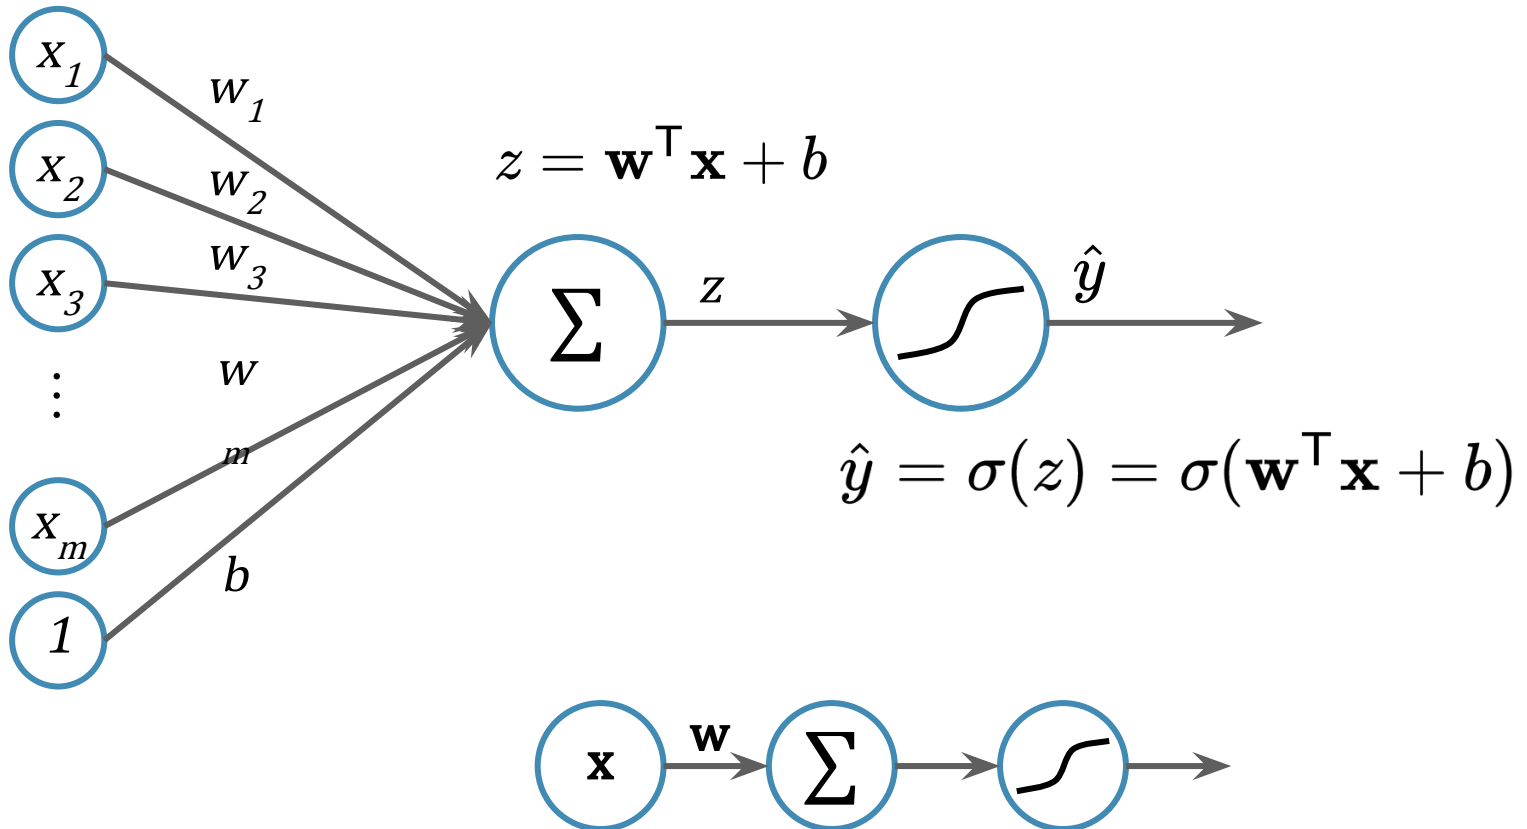 x₁
w₁
x₂
w₂
x₃
w₃
⋮
w
m
xₘ
b
1
z = 𝐰ᵀ𝐱 + b
Σ
z
ŷ
ŷ = σ(z) = σ(𝐰ᵀ𝐱 + b)
𝐱
𝐰
Σ